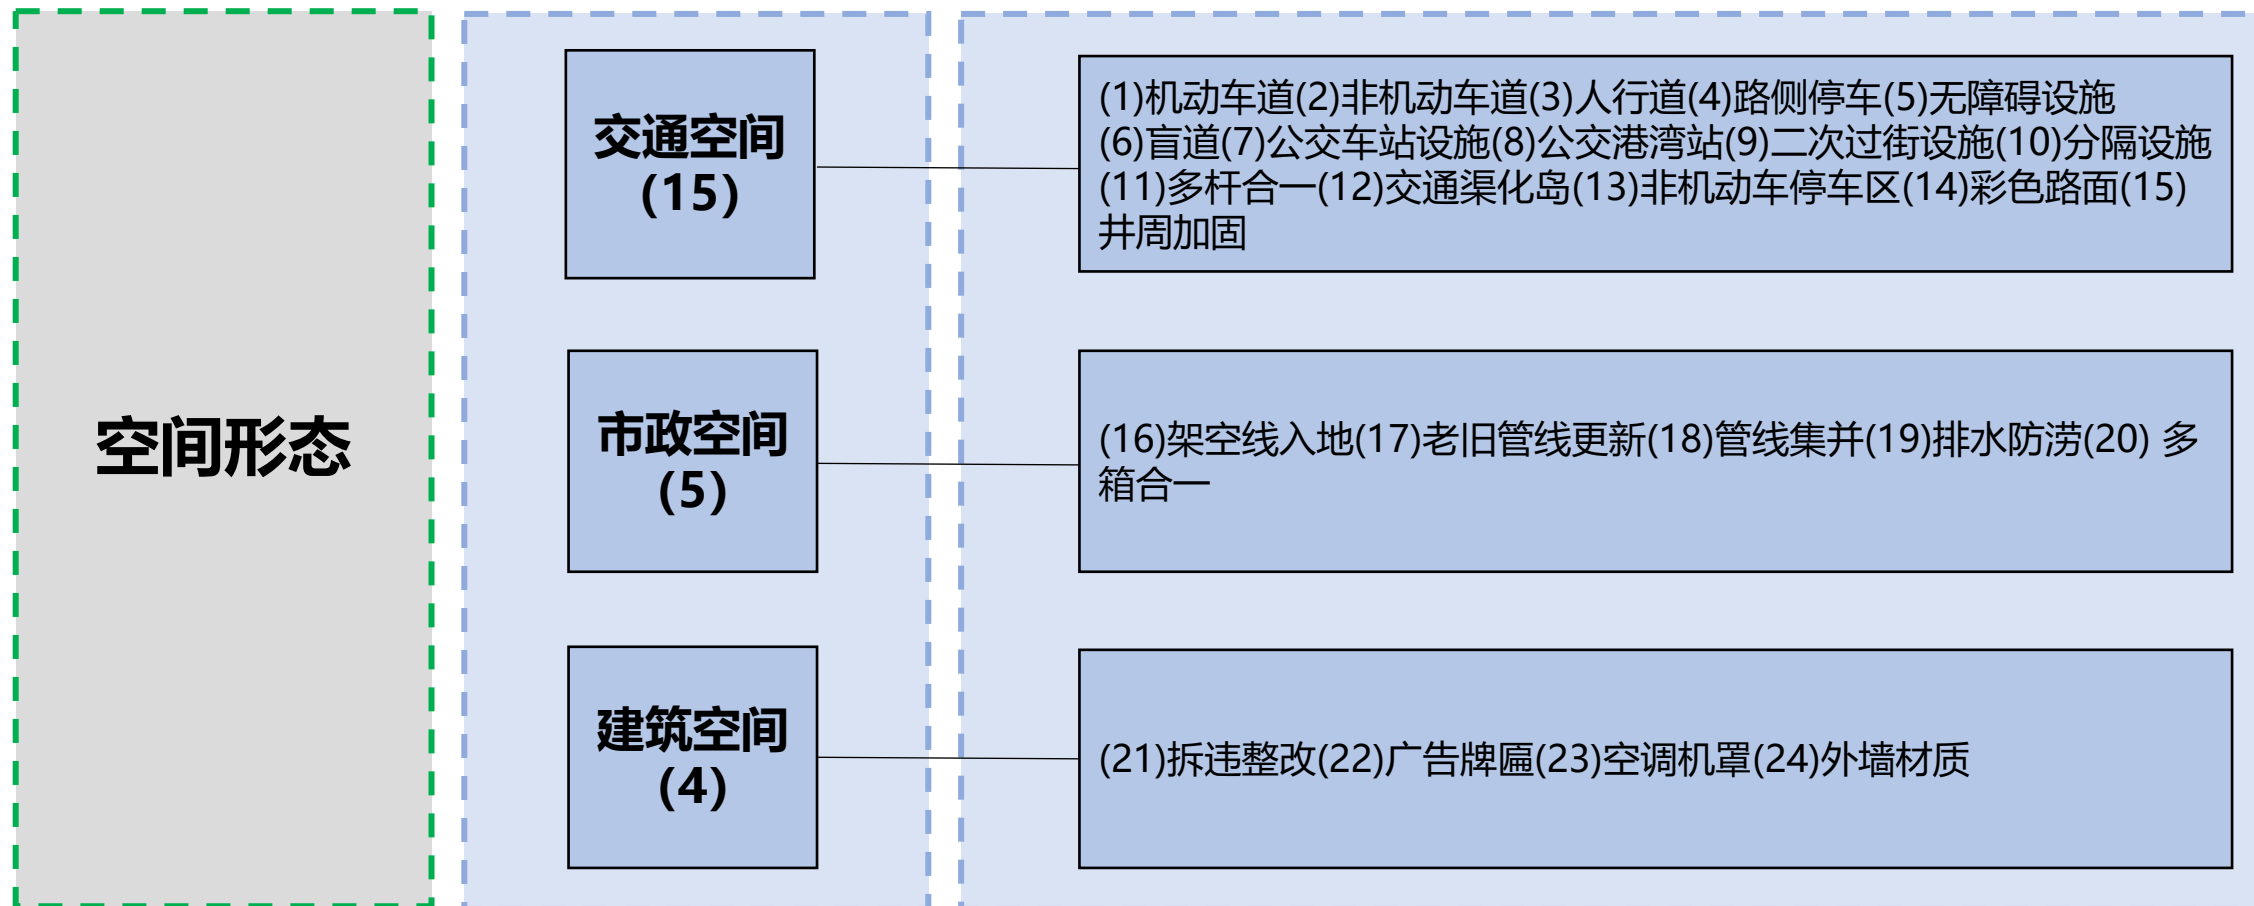 空间形态
交通空间
(15)
(1)机动车道(2)非机动车道(3)人行道(4)路侧停车(5)无障碍设施
(6)盲道(7)公交车站设施(8)公交港湾站(9)二次过街设施(10)分隔设施
(11)多杆合一(12)交通渠化岛(13)非机动车停车区(14)彩色路面(15)
井周加固
市政空间
(5)
(16)架空线入地(17)老旧管线更新(18)管线集并(19)排水防涝(20) 多
箱合一
建筑空间
(4)
(21)拆违整改(22)广告牌匾(23)空调机罩(24)外墙材质